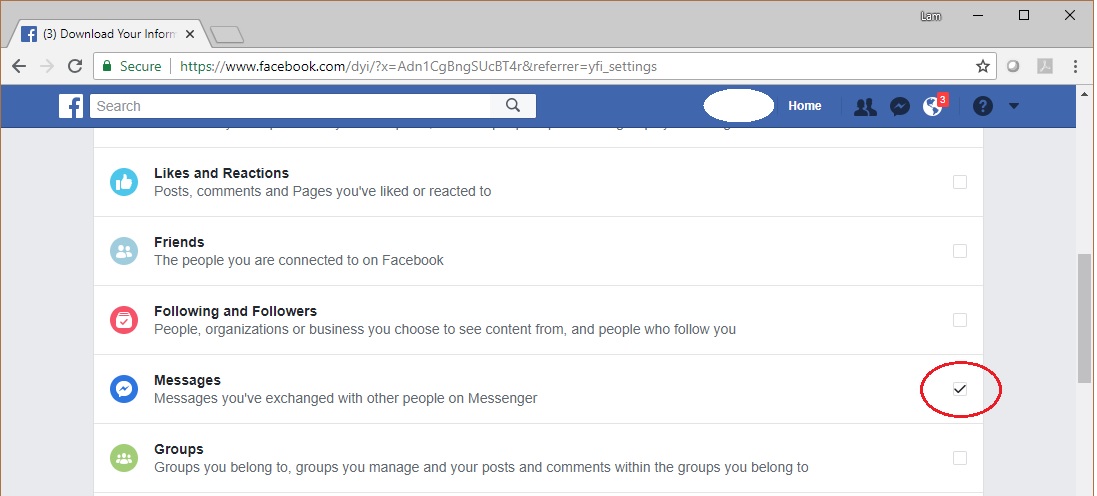 Lam
(3) Download Your Inform
Secure | https://www.facebook.com/dyi/?x=Adn1CgBngSUcBT4r&referrer=yfi_settings
Search
Home
3
Likes and Reactions
Posts, comments and Pages you've liked or reacted to
Friends
The people you are connected to on Facebook
Following and Followers
People, organizations or business you choose to see content from, and people who follow you
Messages
Messages you've exchanged with other people on Messenger
Groups
Groups you belong to, groups you manage and your posts and comments within the groups you belong to